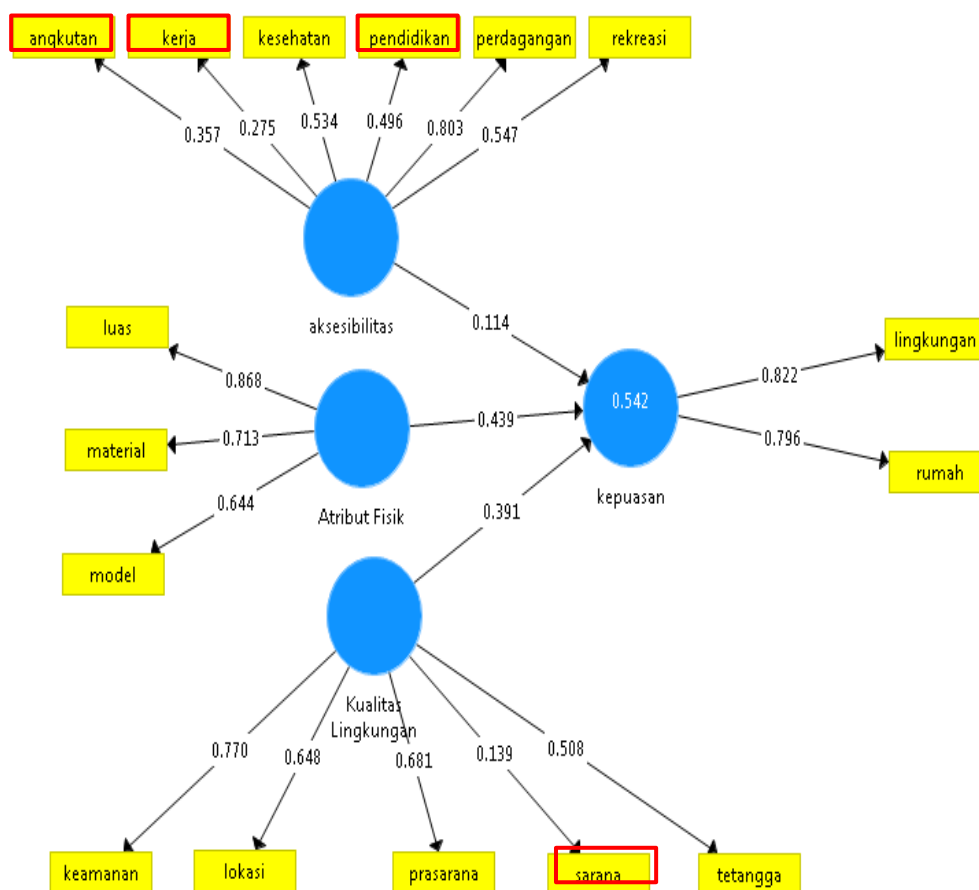 angkutan
kerja
kesehatan
pendidikan
perdagangan
rekreasi
0.357
0.275
0.534
0.496
0.803
0.547
aksesibilitas
0.114
luas
0.868
material
0.713
0.644
model
Atribut Fisik
0.439
0.542
kepuasan
0.822
lingkungan
0.796
rumah
0.391
Kualitas
Lingkungan
0.770
0.648
0.681
0.139
0.508
keamanan
lokasi
prasarana
sarana
tetangga